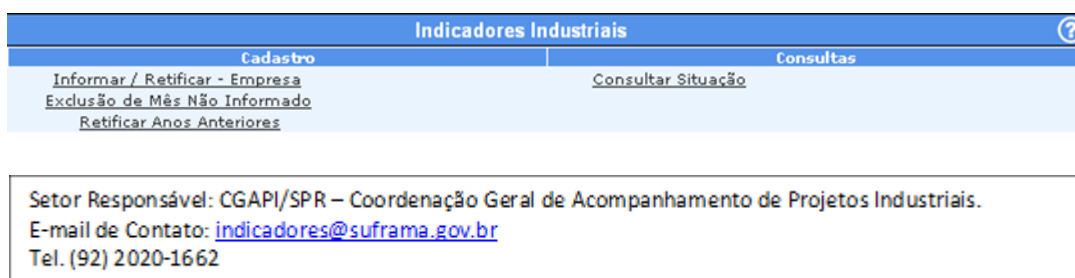 Indicadores Industriais ?
Cadastro Consultas
Informar / Retificar - Empresa Consultar Situação
Exclusão de Mês Não Informado
Retificar Anos Anteriores
Setor Responsável: CGAPI/SPR – Coordenação Geral de Acompanhamento de Projetos Industriais.
E-mail de Contato: indicadores@suframa.gov.br
Tel. (92) 2020-1662